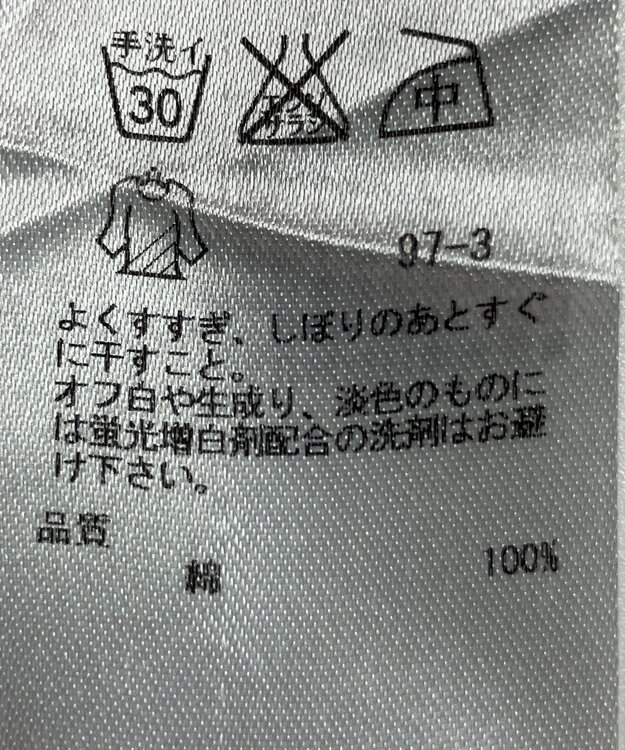 手洗イ
30
エンソ
サラシ
中
97-3
よくすすぎ、しぼりのあとすぐ
に干すこと。
オフ白や生成り、淡色のものに
は蛍光増白剤配合の洗剤はお避
け下さい。
品質
綿 100%